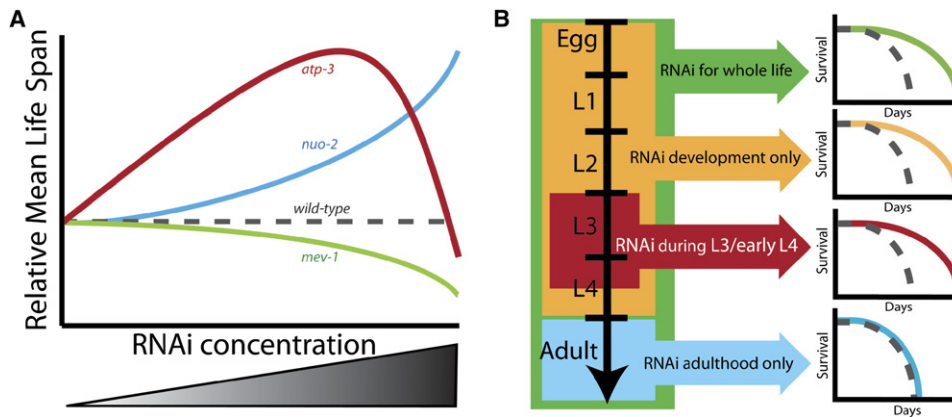 A
Relative Mean Life Span
atp-3
nuo-2
wild-type
mev-1
RNAi concentration
B
Egg
L1
L2
L3
L4
Adult
RNAi for whole life
RNAi development only
RNAi during L3/early L4
RNAi adulthood only
Survival
Days
Survival
Days
Survival
Days
Survival
Days